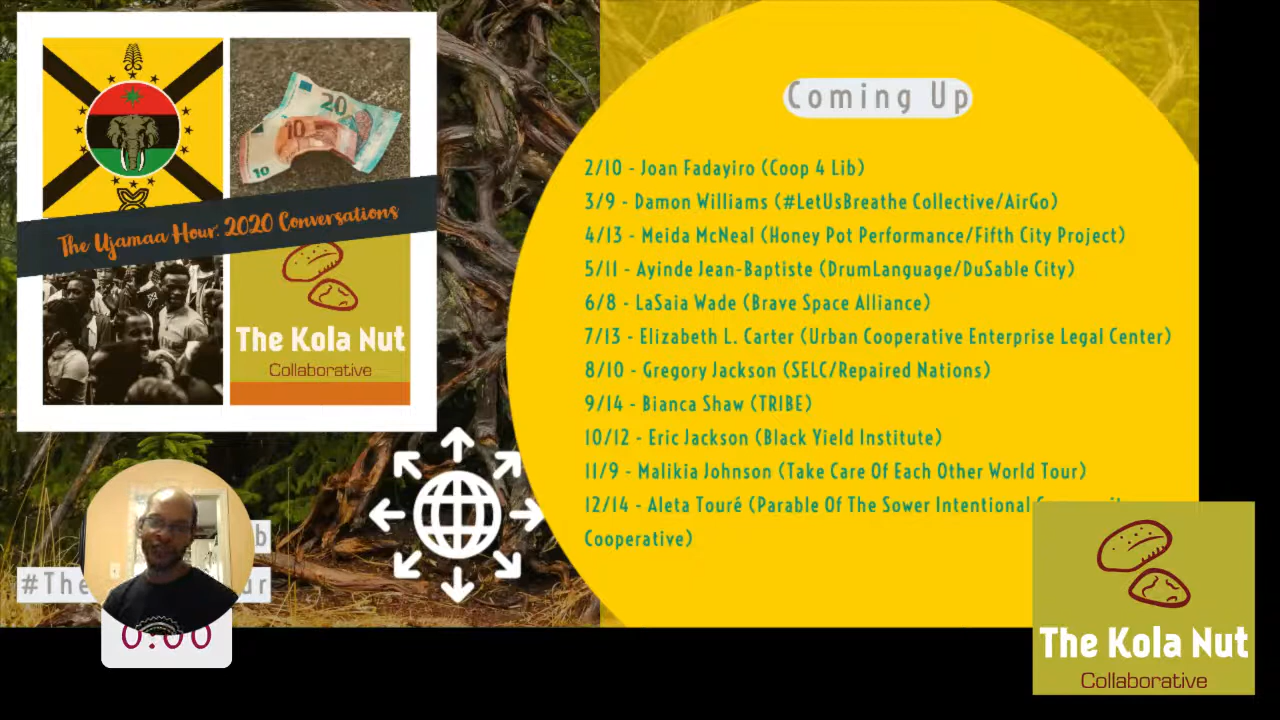 20
10
10
The Ujamaa Hour: 2020 Conversations
The Kola Nut
Collaborative
Coming Up
2/10 - Joan Fadayiro (Coop 4 Lib)
3/9 - Damon Williams (#LetUsBreathe Collective/AirGo)
4/13 - Meida McNeal (Honey Pot Performance/Fifth City Project)
5/11 - Ayinde Jean-Baptiste (DrumLanguage/DuSable City)
6/8 - LaSaia Wade (Brave Space Alliance)
7/13 - Elizabeth L. Carter (Urban Cooperative Enterprise Legal Center)
8/10 - Gregory Jackson (SELC/Repaired Nations)
9/14 - Bianca Shaw (TRIBE)
10/12 - Eric Jackson (Black Yield Institute)
11/9 - Malikia Johnson (Take Care Of Each Other World Tour)
12/14 - Aleta Touré (Parable Of The Sower Intentional
Cooperative)
#The
0:00
The Kola Nut
Collaborative